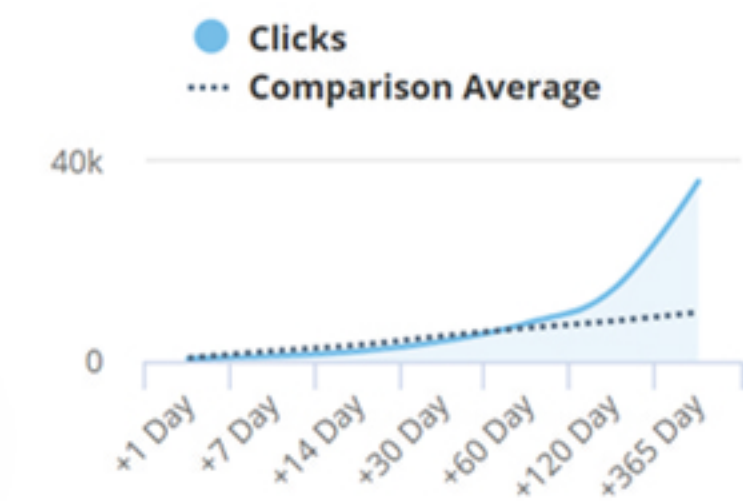 Clicks
Comparison Average
40k
0
+1 Day
+7 Day
+14 Day
+30 Day
+60 Day
+120 Day
+365 Day